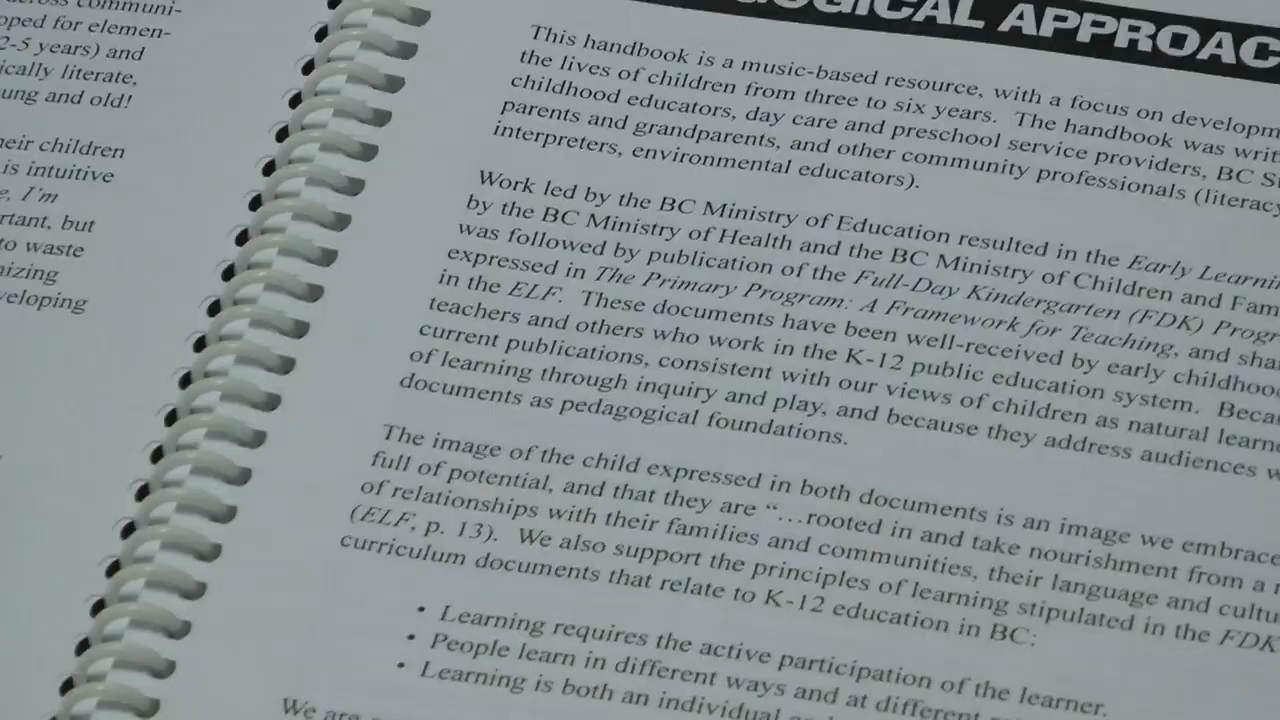 across communi-
oped for elemen-
2-5 years) and
ically literate,
ung and old!
heir children
is intuitive
e, I'm
rtant, but
to waste
nizing
veloping
GOGICAL APPROAC
This handbook is a music-based resource, with a focus on developm
the lives of children from three to six years. The handbook was writ
childhood educators, day care and preschool service providers, BC S
parents and grandparents, and other community professionals (literacy
interpreters, environmental educators).
Work led by the BC Ministry of Education resulted in the Early Learnin
by the BC Ministry of Health and the BC Ministry of Children and Fam
was followed by publication of the Full-Day Kindergarten (FDK) Progr
expressed in The Primary Program: A Framework for Teaching, and sha
in the ELF. These documents have been well-received by early childhoo
teachers and others who work in the K-12 public education system. Beca
current publications, consistent with our views of children as natural learn
of learning through inquiry and play, and because they address audiences w
documents as pedagogical foundations.
The image of the child expressed in both documents is an image we embrace
full of potential, and that they are “…rooted in and take nourishment from a
of relationships with their families and communities, their language and cultu
(ELF, p. 13). We also support the principles of learning stipulated in the FDK
curriculum documents that relate to K-12 education in BC:
• Learning requires the active participation of the learner.
• People learn in different ways and at different
• Learning is both an individual
We are